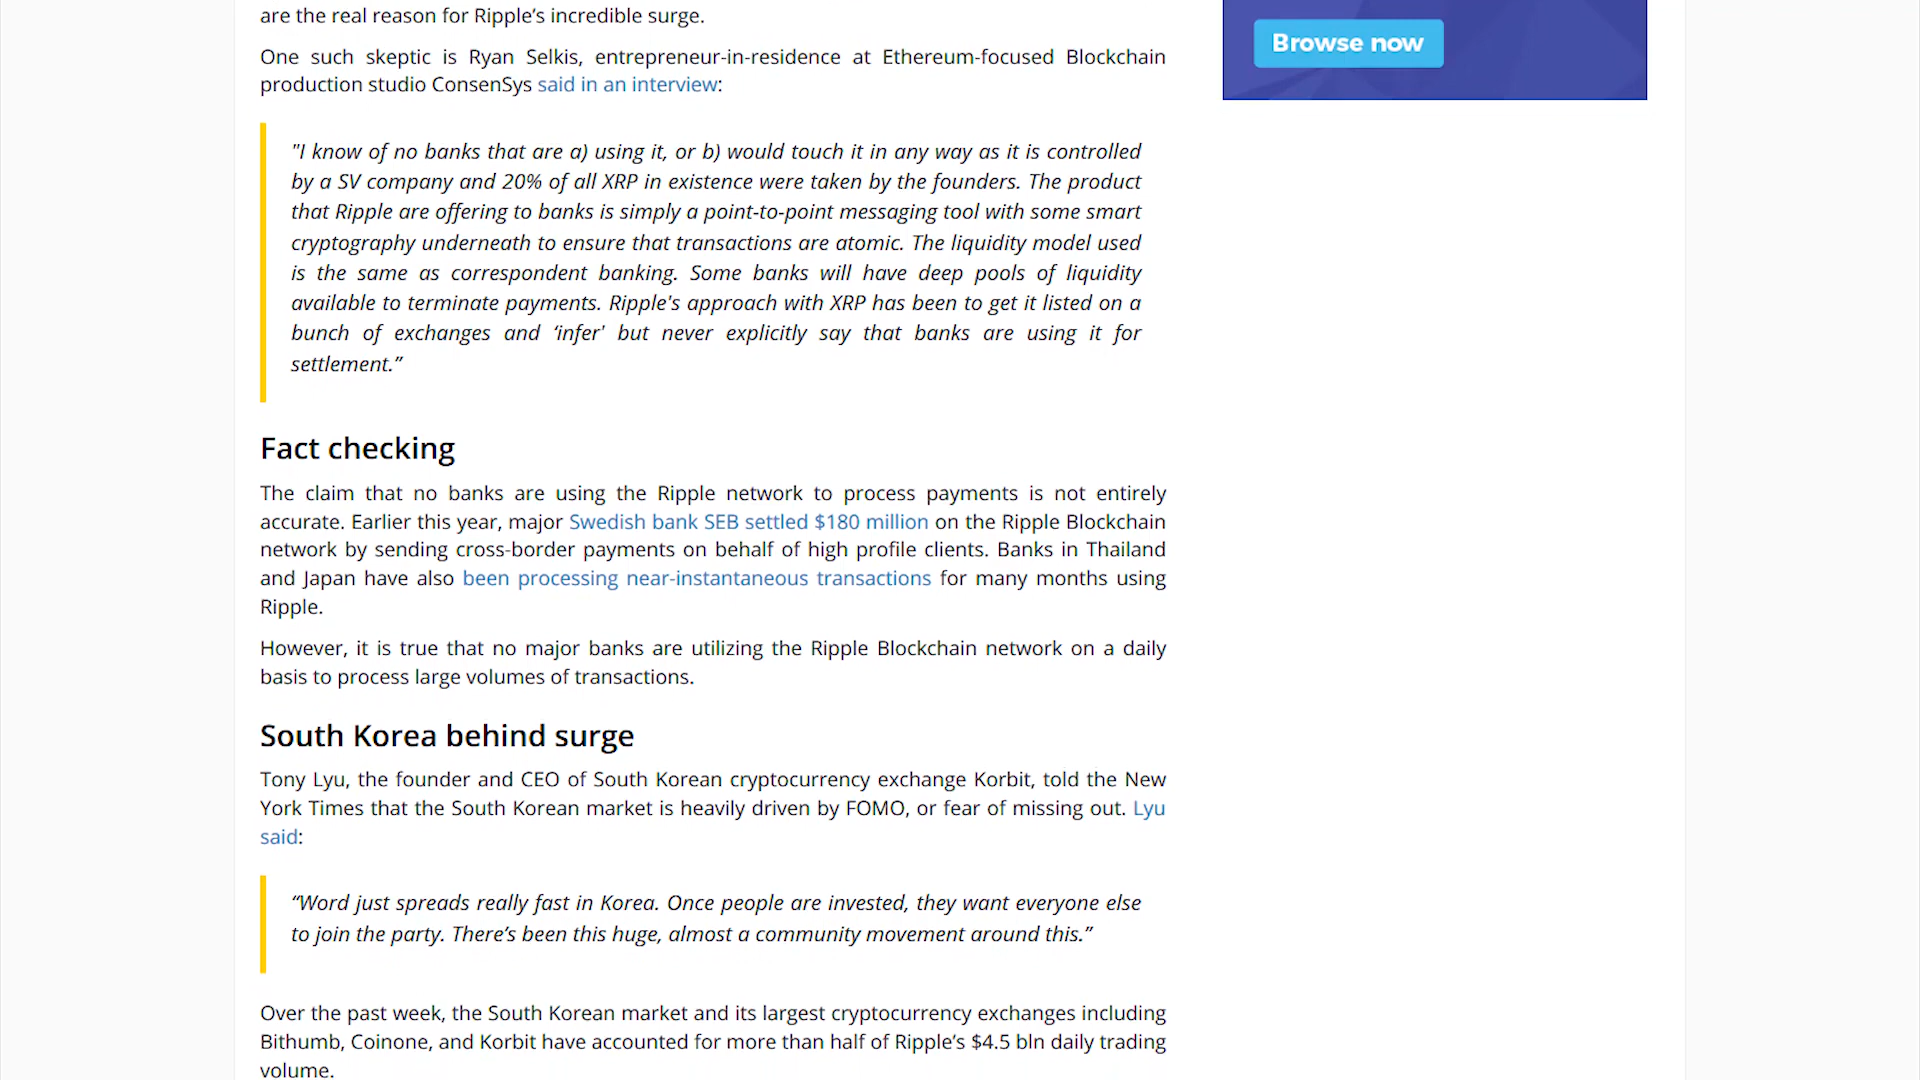 are the real reason for Ripple’s incredible surge.
Browse now
One such skeptic is Ryan Selkis, entrepreneur-in-residence at Ethereum-focused Blockchain
production studio ConsenSys said in an interview:
"I know of no banks that are a) using it, or b) would touch it in any way as it is controlled
by a SV company and 20% of all XRP in existence were taken by the founders. The product
that Ripple are offering to banks is simply a point-to-point messaging tool with some smart
cryptography underneath to ensure that transactions are atomic. The liquidity model used
is the same as correspondent banking. Some banks will have deep pools of liquidity
available to terminate payments. Ripple's approach with XRP has been to get it listed on a
bunch of exchanges and ‘infer' but never explicitly say that banks are using it for
settlement.”
Fact checking
The claim that no banks are using the Ripple network to process payments is not entirely
accurate. Earlier this year, major Swedish bank SEB settled $180 million on the Ripple Blockchain
network by sending cross-border payments on behalf of high profile clients. Banks in Thailand
and Japan have also been processing near-instantaneous transactions for many months using
Ripple.
However, it is true that no major banks are utilizing the Ripple Blockchain network on a daily
basis to process large volumes of transactions.
South Korea behind surge
Tony Lyu, the founder and CEO of South Korean cryptocurrency exchange Korbit, told the New
York Times that the South Korean market is heavily driven by FOMO, or fear of missing out. Lyu
said:
“Word just spreads really fast in Korea. Once people are invested, they want everyone else
to join the party. There’s been this huge, almost a community movement around this.”
Over the past week, the South Korean market and its largest cryptocurrency exchanges including
Bithumb, Coinone, and Korbit have accounted for more than half of Ripple’s $4.5 bln daily trading
volume.